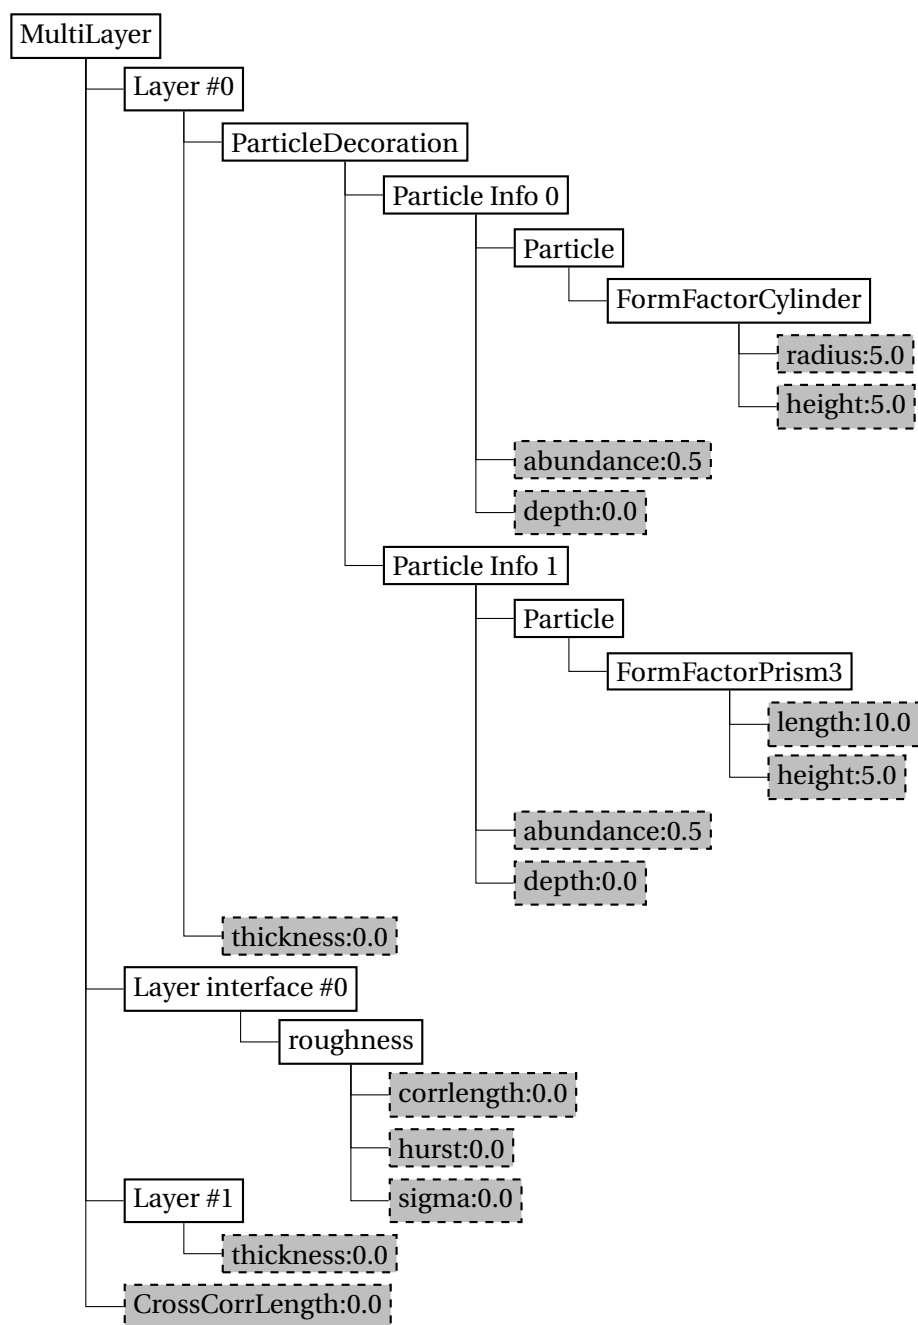 MultiLayer
Layer #0
ParticleDecoration
Particle Info 0
Particle
FormFactorCylinder
radius:5.0
height:5.0
abundance:0.5
depth:0.0
Particle Info 1
Particle
FormFactorPrism3
length:10.0
height:5.0
abundance:0.5
depth:0.0
thickness:0.0
Layer interface #0
roughness
corrlength:0.0
hurst:0.0
sigma:0.0
Layer #1
thickness:0.0
CrossCorrLength:0.0